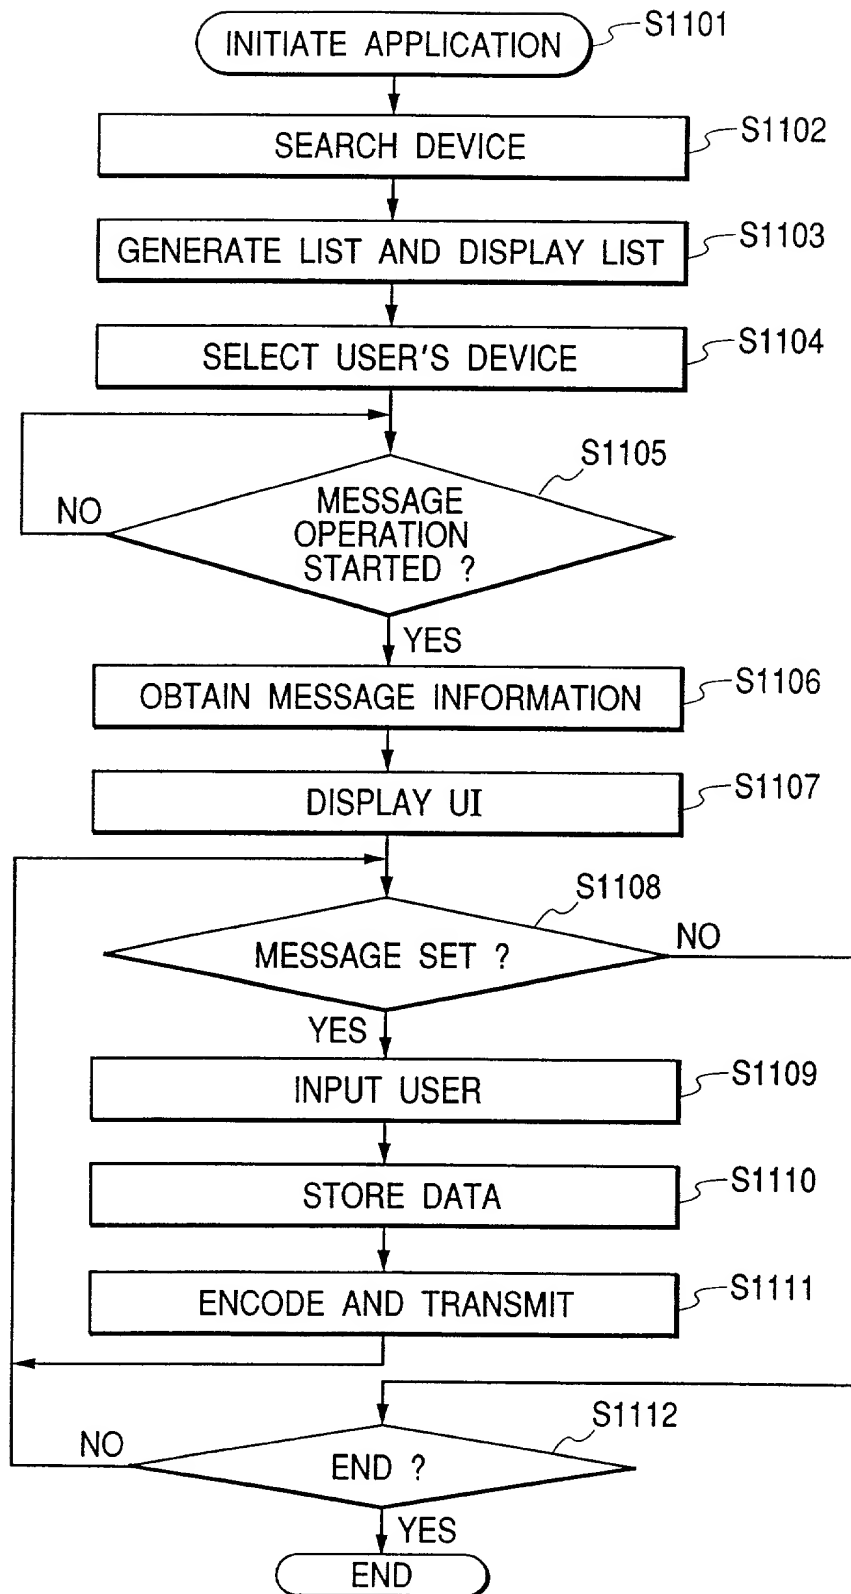 INITIATE APPLICATION
S1101
SEARCH DEVICE
S1102
GENERATE LIST AND DISPLAY LIST
S1103
SELECT USER'S DEVICE
S1104
S1105
MESSAGE
OPERATION
STARTED ?
NO
YES
OBTAIN MESSAGE INFORMATION
S1106
DISPLAY UI
S1107
S1108
MESSAGE SET ?
NO
YES
INPUT USER
S1109
STORE DATA
S1110
ENCODE AND TRANSMIT
S1111
S1112
NO
END ?
YES
END